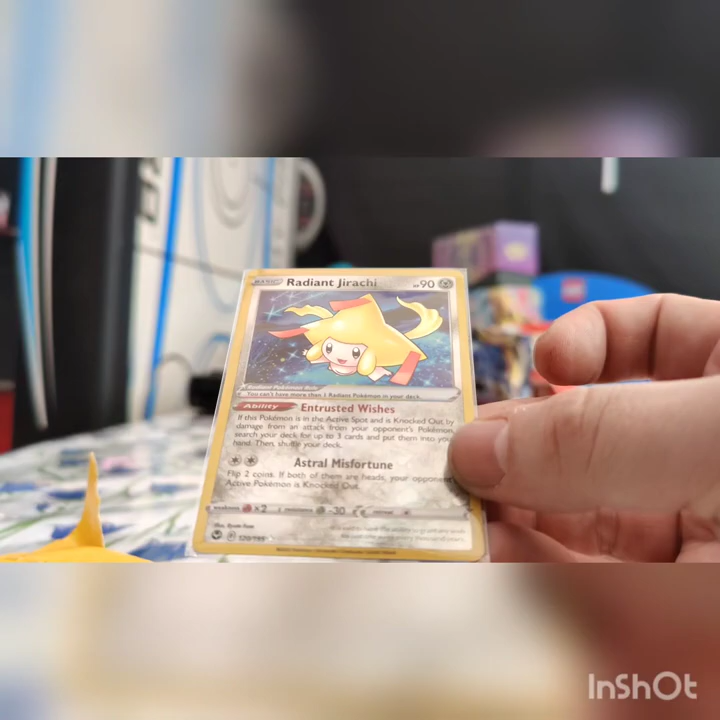 BASIC Radiant Jirachi HP 90
Radiant Pokémon Rule
You can't have more than 1 Radiant Pokémon in your deck.
Ability Entrusted Wishes
If this Pokémon is in the Active Spot and is Knocked Out by
damage from an attack from your opponent's Pokémon,
search your deck for up to 3 cards and put them into your
hand. Then, shuffle your deck.
Astral Misfortune
Flip 2 coins. If both of them are heads, your opponent
Active Pokémon is Knocked Out.
weakness ×2 resistance -30 retreat
120/195
InShOt